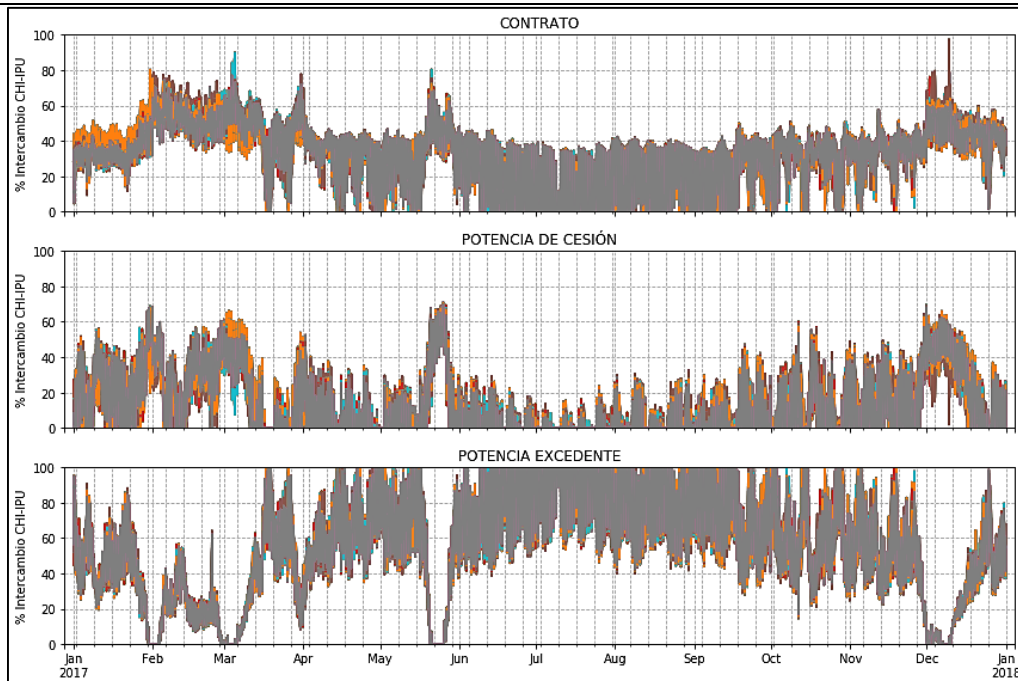 CONTRATO
100
80
60
40
20
0
% Intercambio CHI-IPU
POTENCIA DE CESIÓN
100
80
60
40
20
0
% Intercambio CHI-IPU
POTENCIA EXCEDENTE
100
80
60
40
20
0
% Intercambio CHI-IPU
Jan Feb Mar Apr May Jun Jul Aug Sep Oct Nov Dec Jan
2017 2018